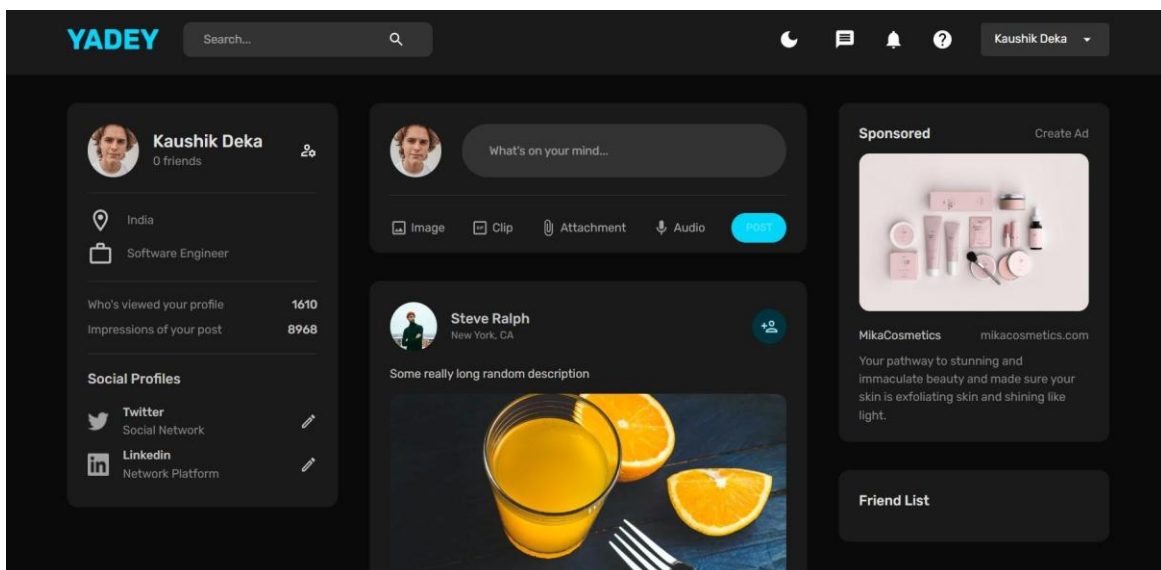 YADEY
Search...
Kaushik Deka
Kaushik Deka
0 friends
India
Software Engineer
Who's viewed your profile 1610
Impressions of your post 8968
Social Profiles
Twitter
Social Network
Linkedin
Network Platform
What's on your mind...
Image Clip Attachment Audio POST
Steve Ralph
New York, CA
Some really long random description
Sponsored Create Ad
MikaCosmetics mikacosmetics.com
Your pathway to stunning and
immaculate beauty and made sure your
skin is exfoliating skin and shining like
light.
Friend List